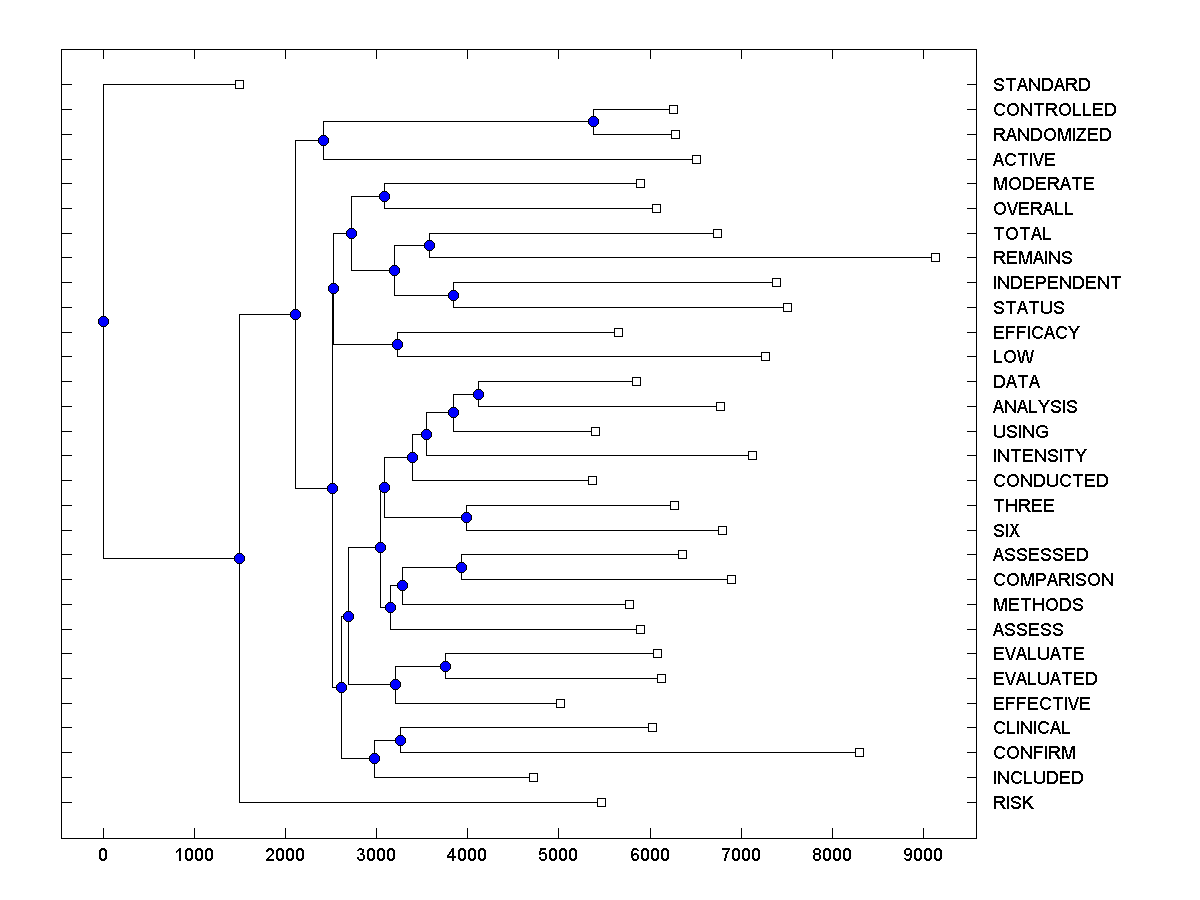 STANDARD
CONTROLLED
RANDOMIZED
ACTIVE
MODERATE
OVERALL
TOTAL
REMAINS
INDEPENDENT
STATUS
EFFICACY
LOW
DATA
ANALYSIS
USING
INTENSITY
CONDUCTED
THREE
SIX
ASSESSED
COMPARISON
METHODS
ASSESS
EVALUATE
EVALUATED
EFFECTIVE
CLINICAL
CONFIRM
INCLUDED
RISK
0 1000 2000 3000 4000 5000 6000 7000 8000 9000